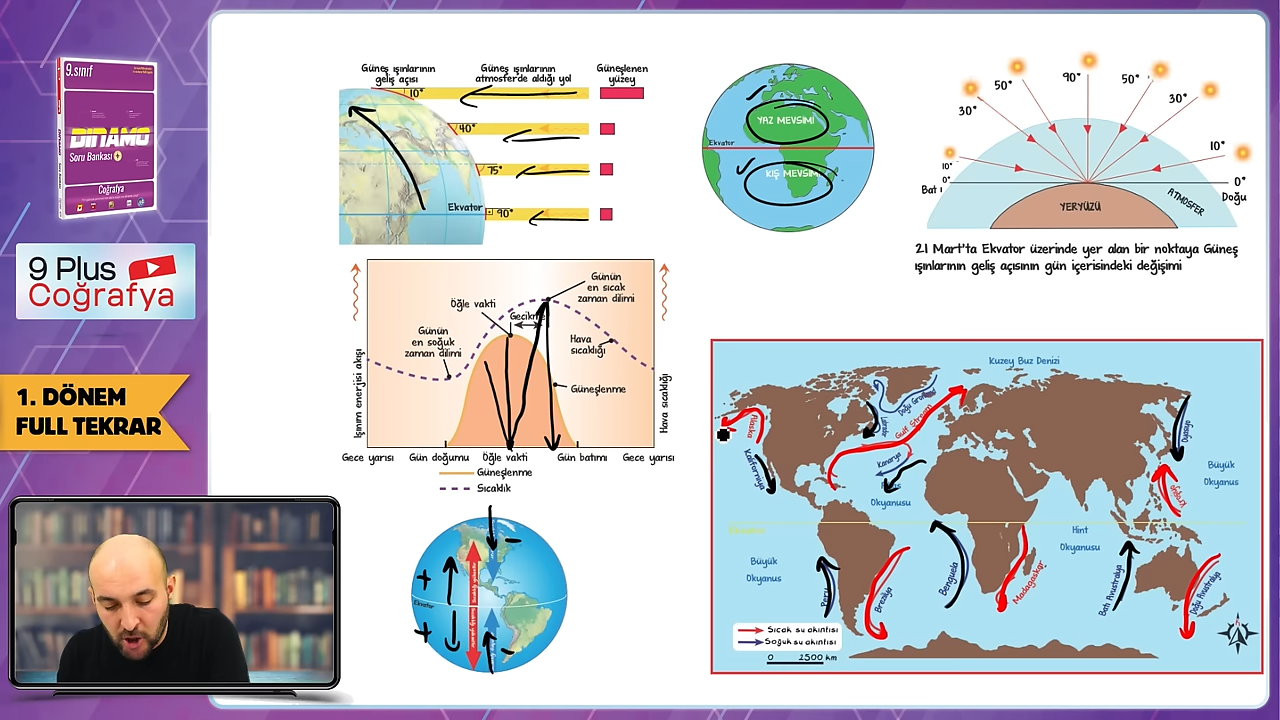 9.sınıf
DINAMO
Soru Bankası
Coğrafya
9 Plus
Coğrafya
1. DÖNEM
FULL TEKRAR
Güneş ışınlarının
geliş açısı
Güneş ışınlarının
atmosferde aldığı yol
Güneşlenen
yüzey
10°
40°
75°
Ekvator
90°
Günün
en sıcak
zaman dilimi
Öğle vakti
Gecikme
Günün
en soğuk
zaman dilimi
Hava
sıcaklığı
Güneşlenme
Işınım enerjisi akışı
Hava sıcaklığı
Gece yarısı
Gün doğumu
Öğle vakti
Gün batımı
Gece yarısı
Güneşlenme
Sıcaklık
Ekvator
YAZ MEVSİMİ
Ekvator
KIŞ MEVSİMİ
30°
50°
90°
50°
30°
10°
10°
0°
Batı
Doğu
ATMOSFER
YERYÜZÜ
21 Mart'ta Ekvator üzerinde yer alan bir noktaya Güneş
ışınlarının geliş açısının gün içerisindeki değişimi
Kuzey Buz Denizi
Alaska
Kaliforniya
Labrador
Gulf Stream
Kanarya
Okyanusu
Oyaşivo
Büyük
Okyanus
Hint
Okyanusu
Büyük
Okyanus
Peru
Brezilya
Benguela
Madagaskar
Batı Avustralya
Doğu Avustralya
Sıcak su akıntısı
Soğuk su akıntısı
0 2500 km